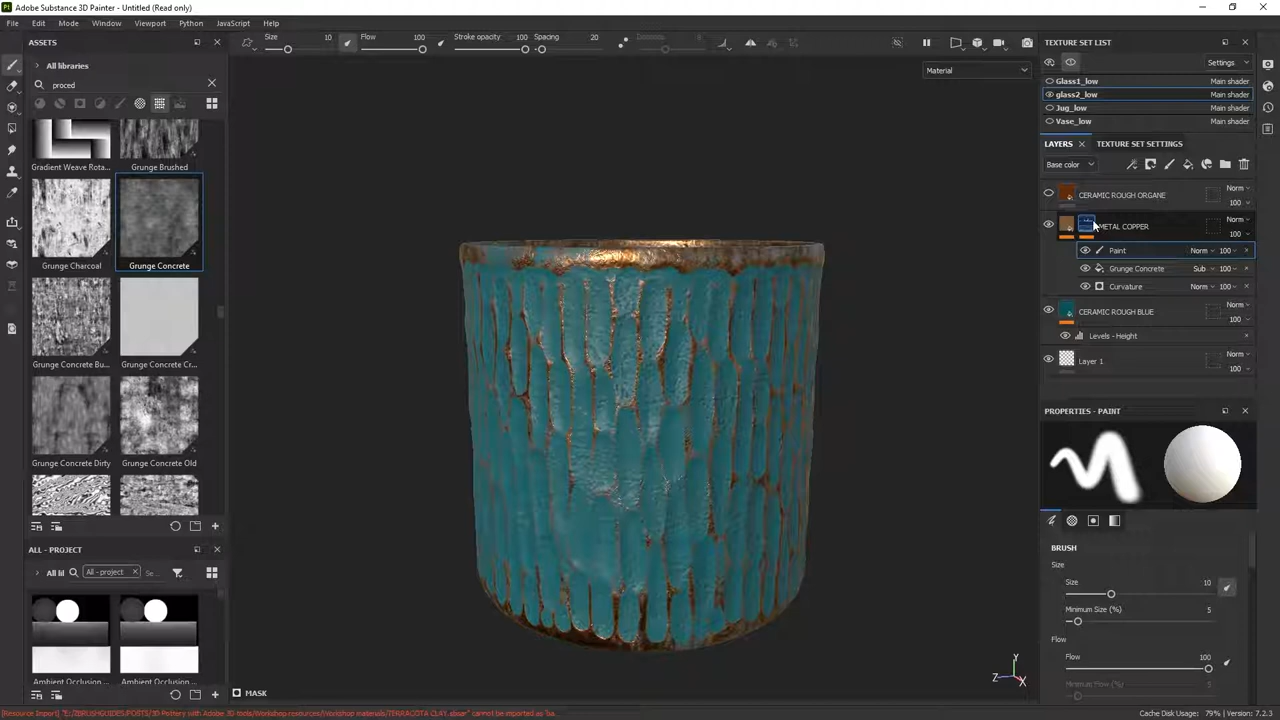 Adobe Substance 3D Painter - Untitled (Read only)
File Edit Mode Window Viewport Python JavaScript Help
ASSETS
Size 10 Flow 100 Stroke opacity 100 Spacing 20
TEXTURE SET LIST
All libraries
Settings
proced
Material
Glass1_low Main shader
glass2_low Main shader
Jug_low Main shader
Vase_low Main shader
LAYERS TEXTURE SET SETTINGS
Base color
Gradient Weave Rota... Grunge Brushed
CERAMIC ROUGH ORGANE Norm
100
METAL COPPER Norm
100
Paint Norm 100
Grunge Charcoal Grunge Concrete
Grunge Concrete Sub 100
Curvature Norm 100
CERAMIC ROUGH BLUE Norm
100
Levels - Height
Layer 1 Norm
100
Grunge Concrete Bu... Grunge Concrete Cr...
PROPERTIES - PAINT
Grunge Concrete Dirty Grunge Concrete Old
ALL - PROJECT
BRUSH
Size
All lil All - project Se...
Size 10
Minimum Size (%) 5
Flow
Flow 100
Ambient Occlusion ... Ambient Occlusion ...
Y
Z X
MASK
Cache Disk Usage: 79% | Version: 7.2.3